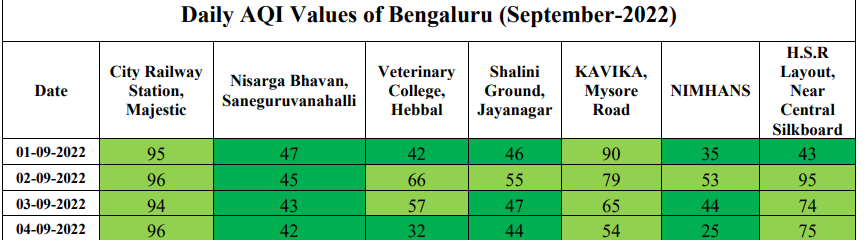 Daily AQI Values of Bengaluru (September-2022)
Date City Railway Station, Majestic Nisarga Bhavan, Saneguruvanahalli Veterinary College, Hebbal Shalini Ground, Jayanagar KAVIKA, Mysore Road NIMHANS H.S.R Layout, Near Central Silkboard
01-09-2022 95 47 42 46 90 35 43
02-09-2022 96 45 66 55 79 53 95
03-09-2022 94 43 57 47 65 44 74
04-09-2022 96 42 32 44 54 25 75